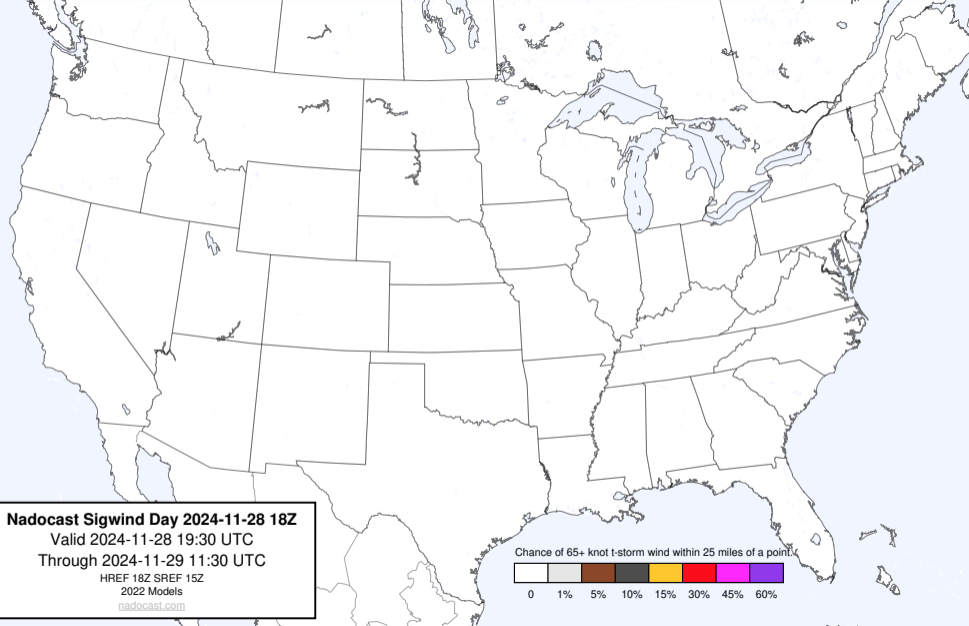 Nadocast Sigwind Day 2024-11-28 18Z
Valid 2024-11-28 19:30 UTC
Through 2024-11-29 11:30 UTC
HREF 18Z SREF 15Z
2022 Models
nadocast.com
Chance of 65+ knot t-storm wind within 25 miles of a point.
0 1% 5% 10% 15% 30% 45% 60%